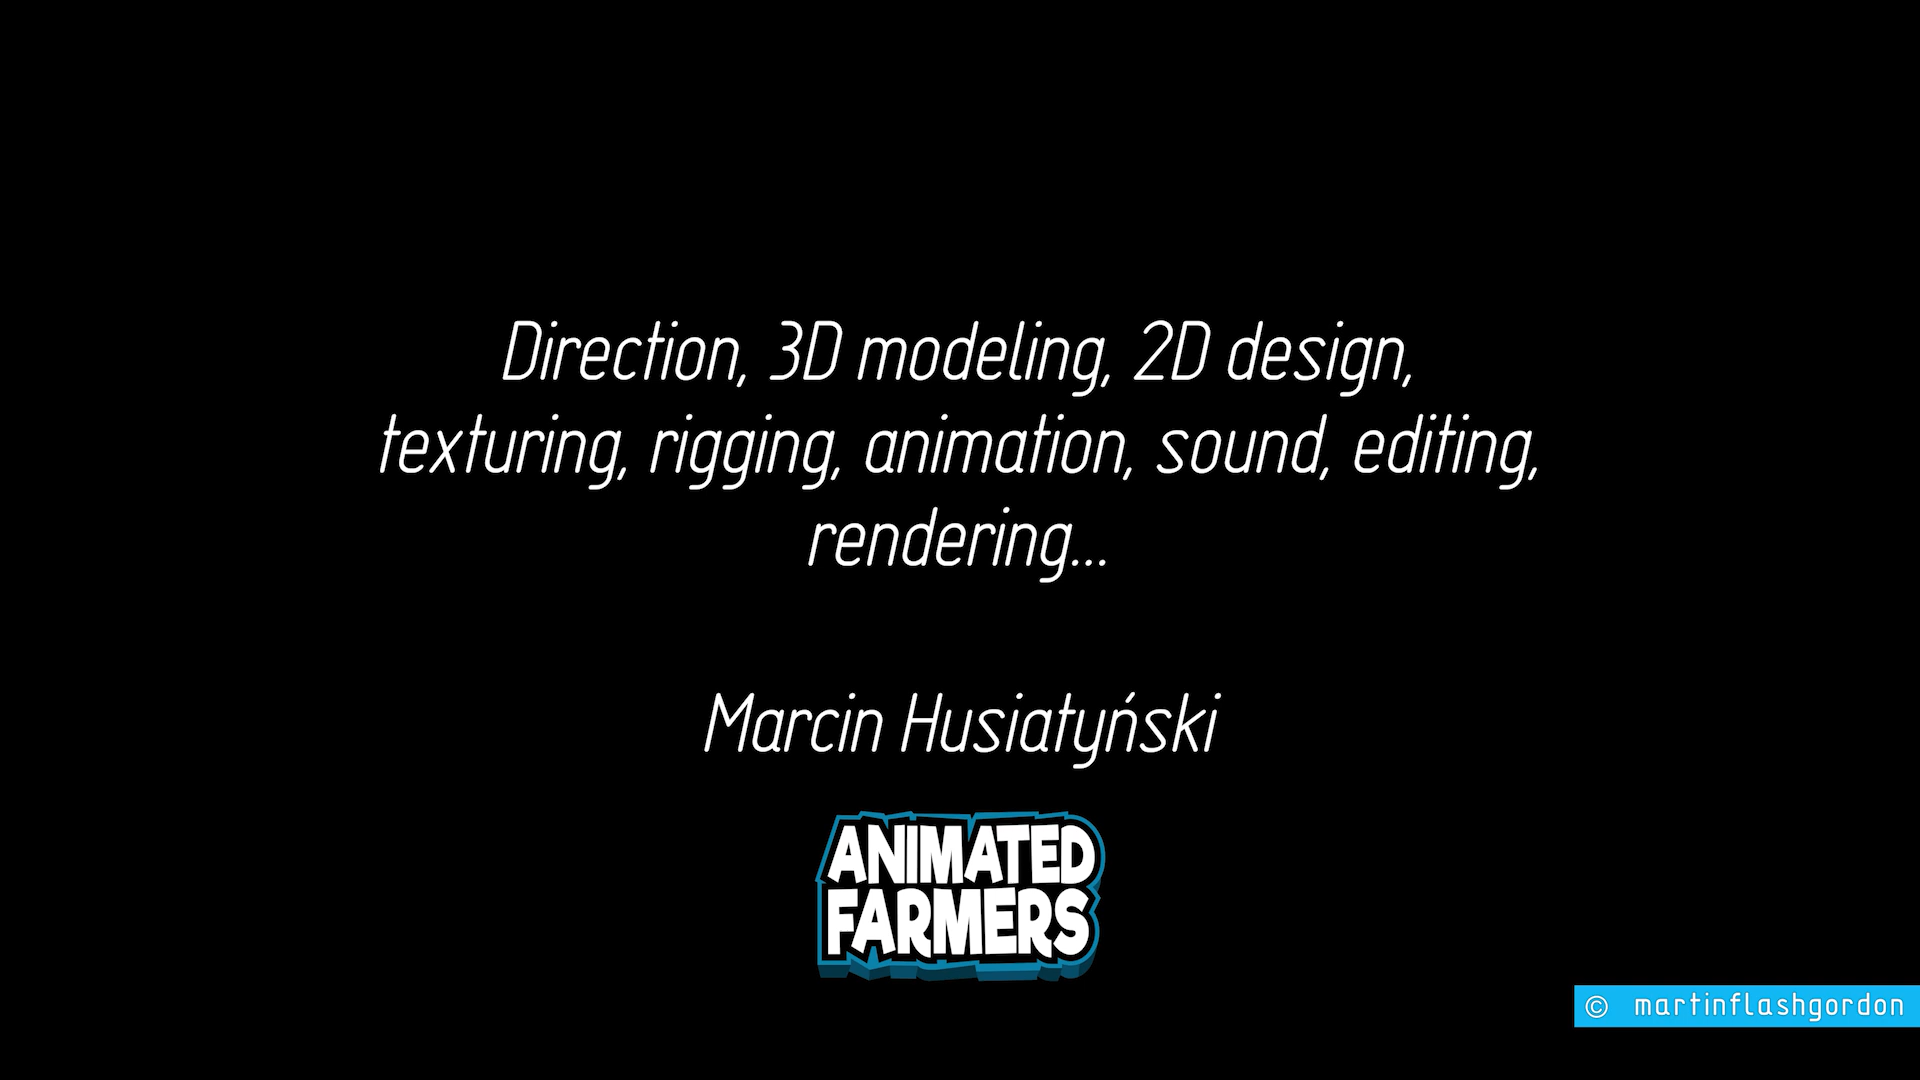 Direction, 3D modeling, 2D design,
texturing, rigging, animation, sound, editing,
rendering...
Marcin Husiatyński
ANIMATED
FARMERS
© martinflashgordon